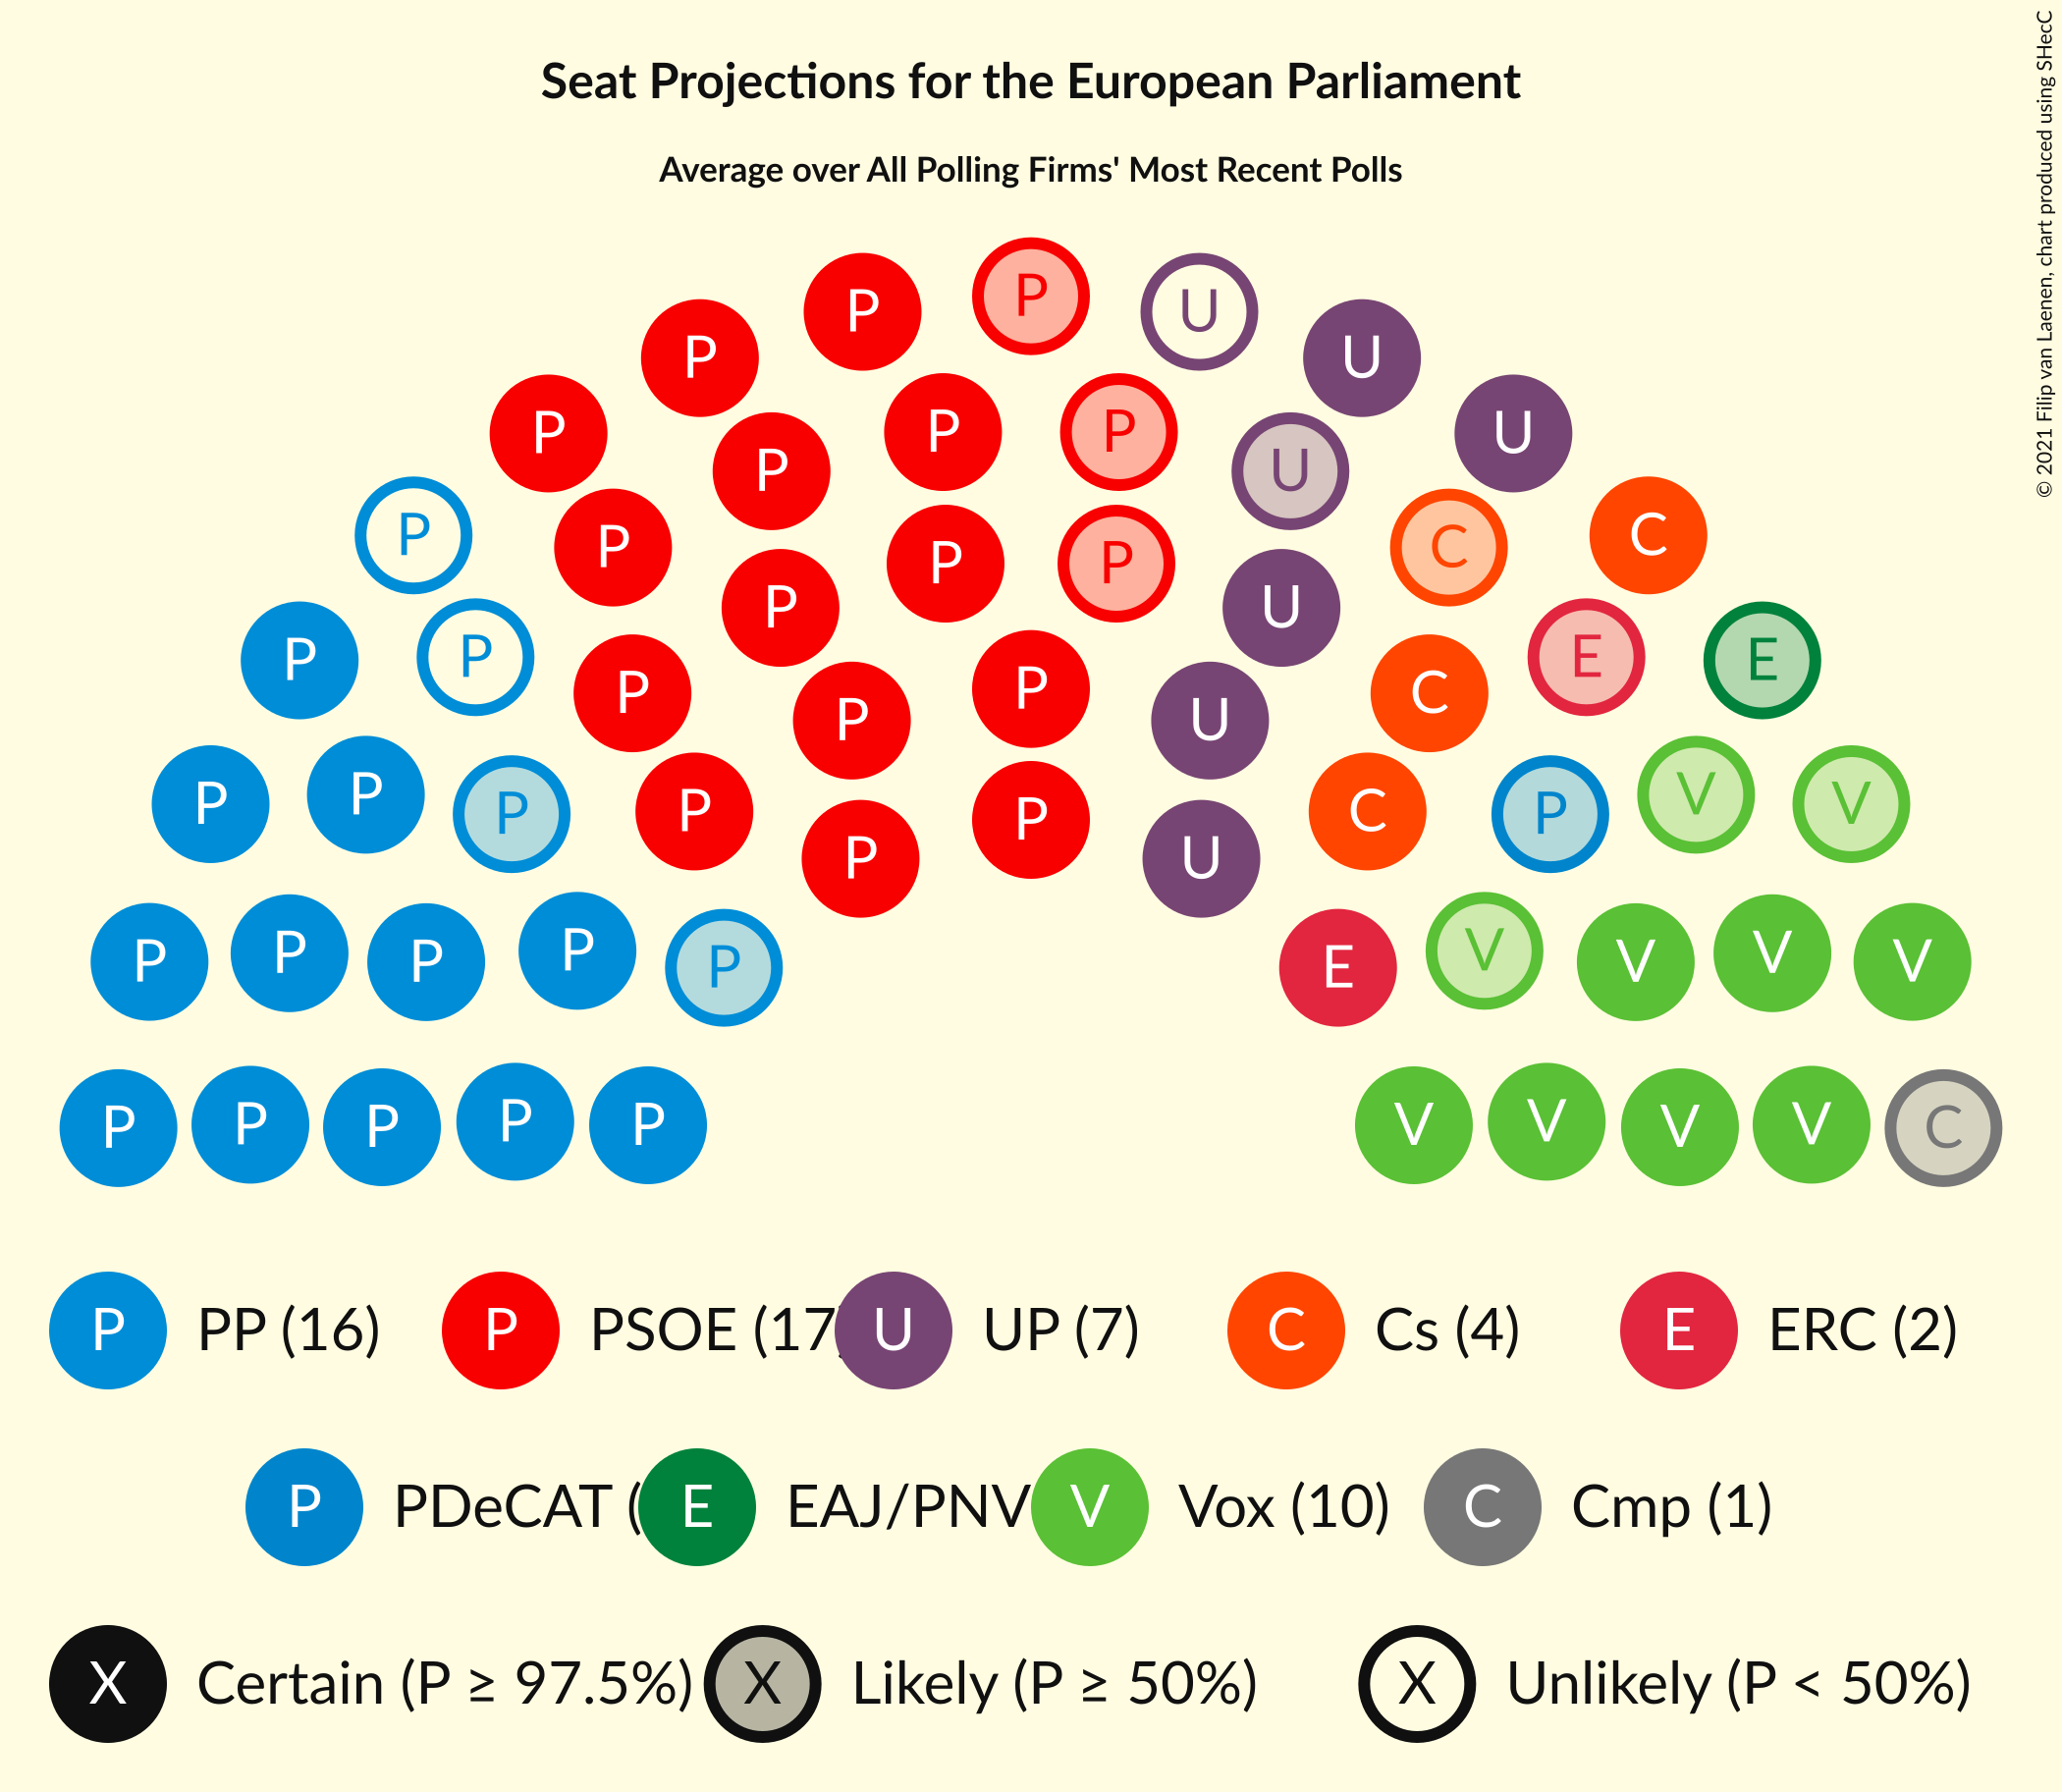 Seat Projections for the European Parliament
Average over All Polling Firms' Most Recent Polls
© 2021 Filip van Laenen, chart produced using SHecC
P U
P U
P P U
P P U
P P C
P U C
P P C
P P U E E
P P C
P U
P P P P C P V V
P P U
P P P P P E V V V V
P P P P P V V V V C
P PP (16) P PSOE (17 U UP (7) C Cs (4) E ERC (2)
P PDeCAT ( E EAJ/PNV V Vox (10) C Cmp (1)
X Certain (P ≥ 97.5%) X Likely (P ≥ 50%) X Unlikely (P < 50%)